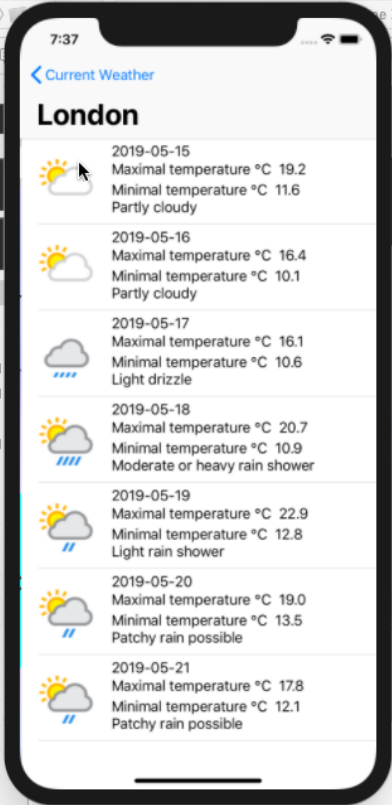 7:37
Current Weather
London
2019-05-15
Maximal temperature °C 19.2
Minimal temperature °C 11.6
Partly cloudy
2019-05-16
Maximal temperature °C 16.4
Minimal temperature °C 10.1
Partly cloudy
2019-05-17
Maximal temperature °C 16.1
Minimal temperature °C 10.6
Light drizzle
2019-05-18
Maximal temperature °C 20.7
Minimal temperature °C 10.9
Moderate or heavy rain shower
2019-05-19
Maximal temperature °C 22.9
Minimal temperature °C 12.8
Light rain shower
2019-05-20
Maximal temperature °C 19.0
Minimal temperature °C 13.5
Patchy rain possible
2019-05-21
Maximal temperature °C 17.8
Minimal temperature °C 12.1
Patchy rain possible